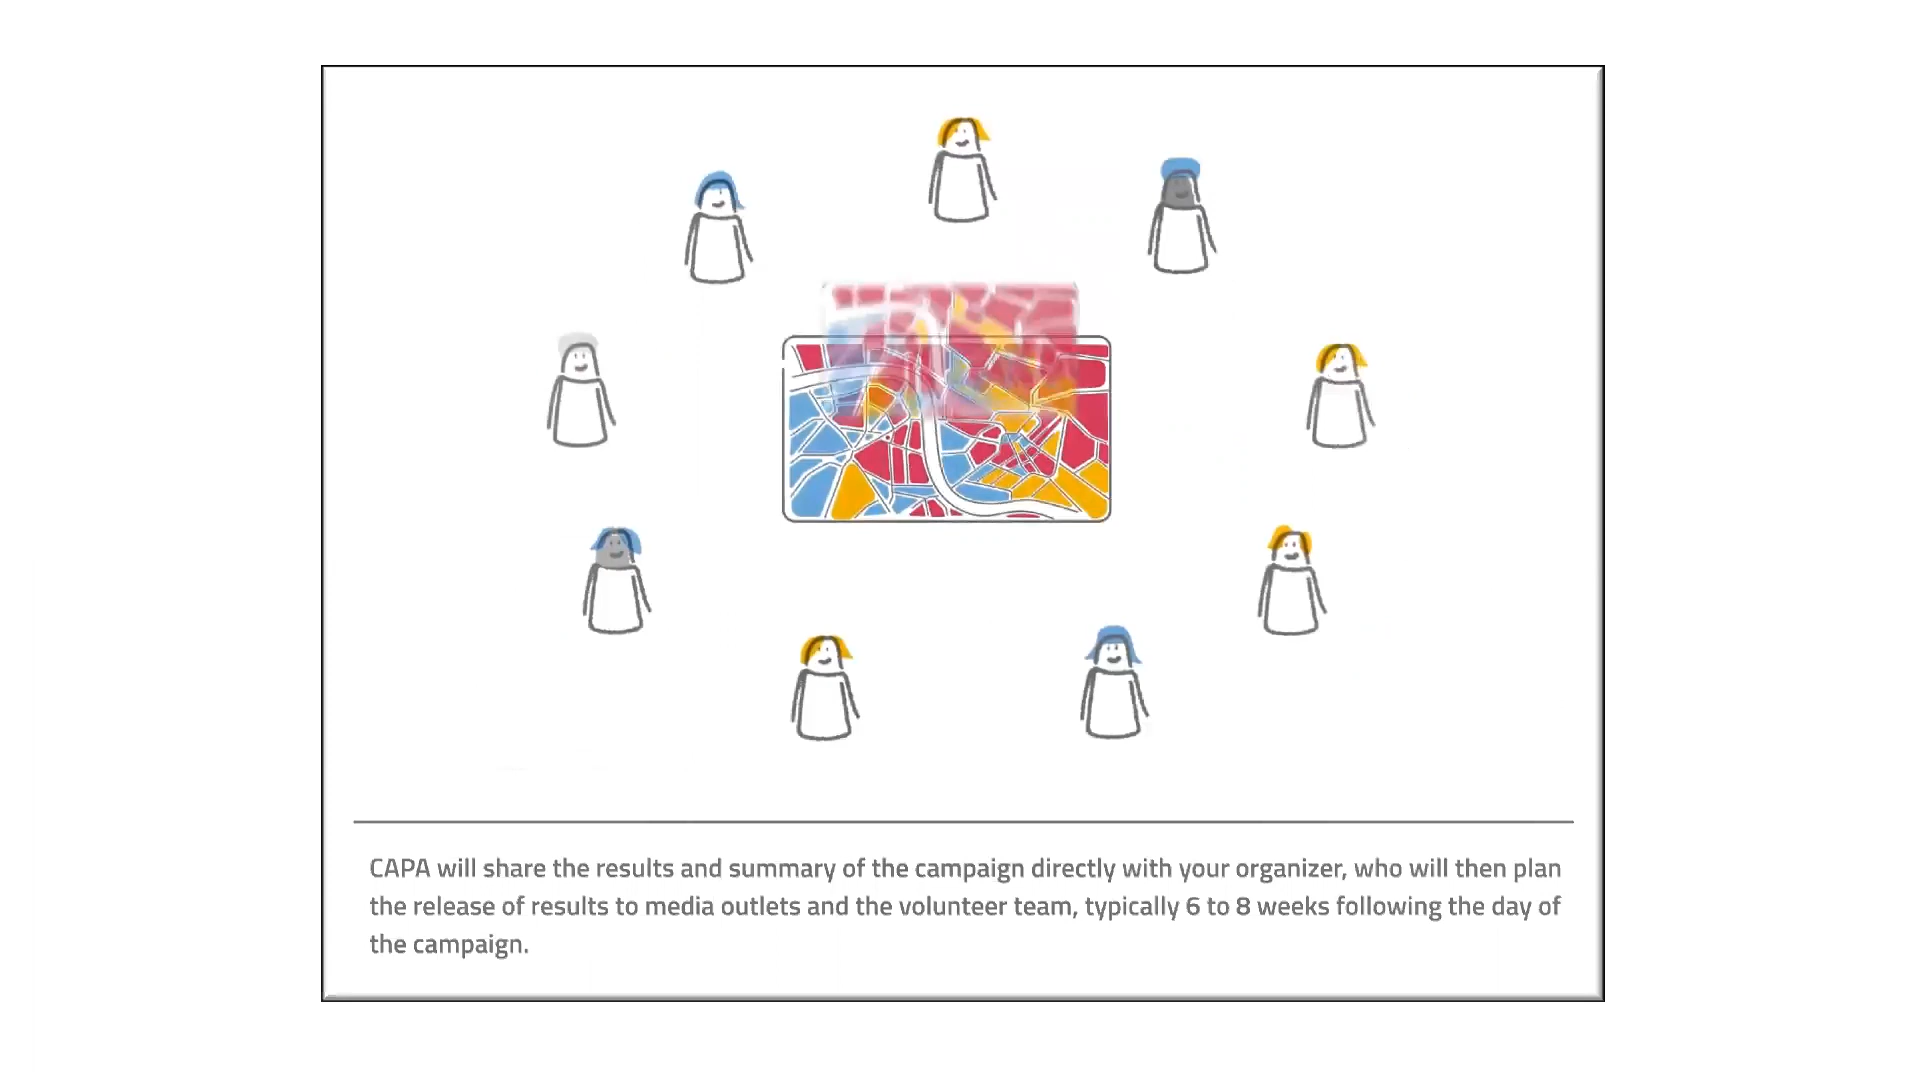 CAPA will share the results and summary of the campaign directly with your organizer, who will then plan
the release of results to media outlets and the volunteer team, typically 6 to 8 weeks following the day of
the campaign.